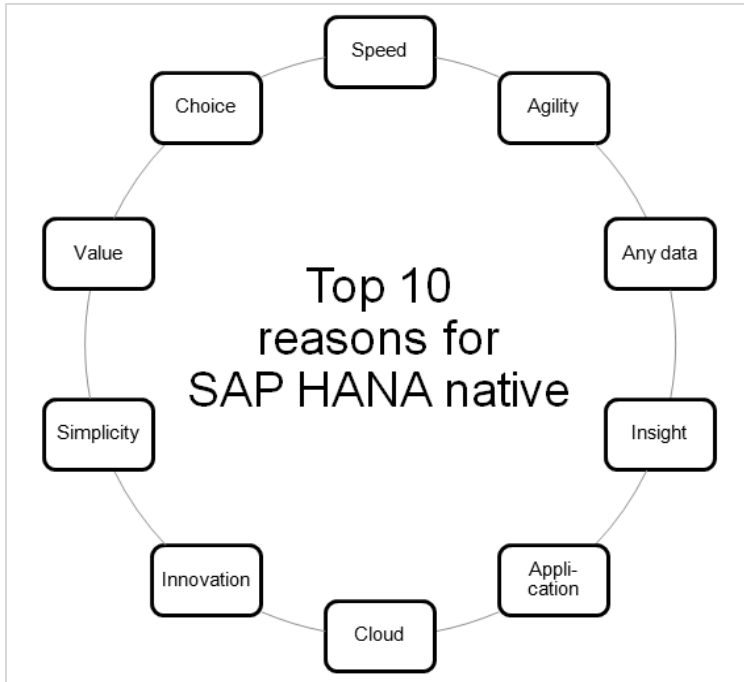 Speed
Agility
Any data
Insight
Appli-
cation
Cloud
Innovation
Simplicity
Value
Choice
Top 10
reasons for
SAP HANA native